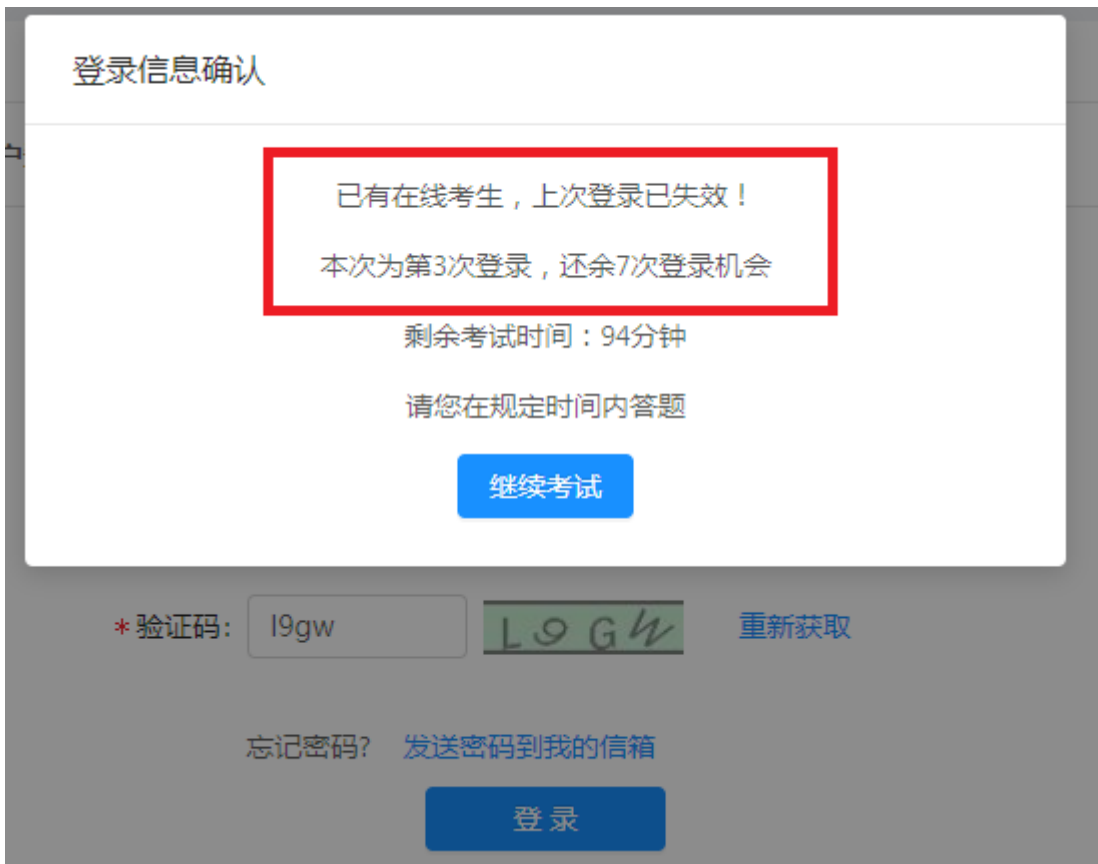 登录信息确认
已有在线考生，上次登录已失效！
本次为第3次登录，还余7次登录机会
剩余考试时间：94分钟
请您在规定时间内答题
继续考试
*验证码: l9gw L9GW 重新获取
忘记密码? 发送密码到我的信箱
登 录